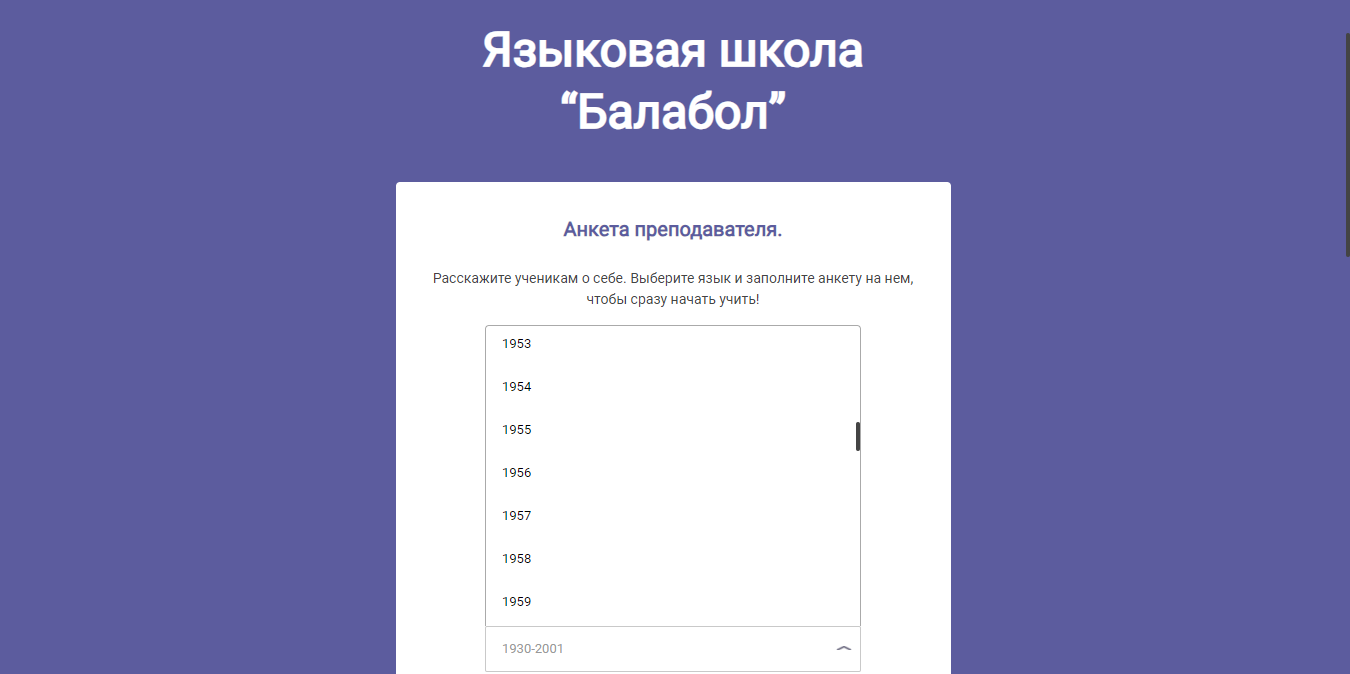 Языковая школа
“Балабол”
Анкета преподавателя.
Расскажите ученикам о себе. Выберите язык и заполните анкету на нем,
чтобы сразу начать учить!
1953
1954
1955
1956
1957
1958
1959
1930-2001